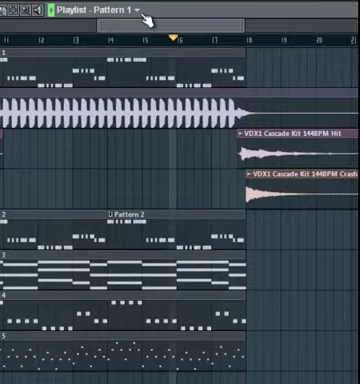 Playlist - Pattern 1
11 12 13 14 15 16 17 18 19 20 21
1
VDX1 Cascade Kit 144BPM Hit
VDX1 Cascade Kit 144BPM Crash
2 Pattern 2
3
4
5